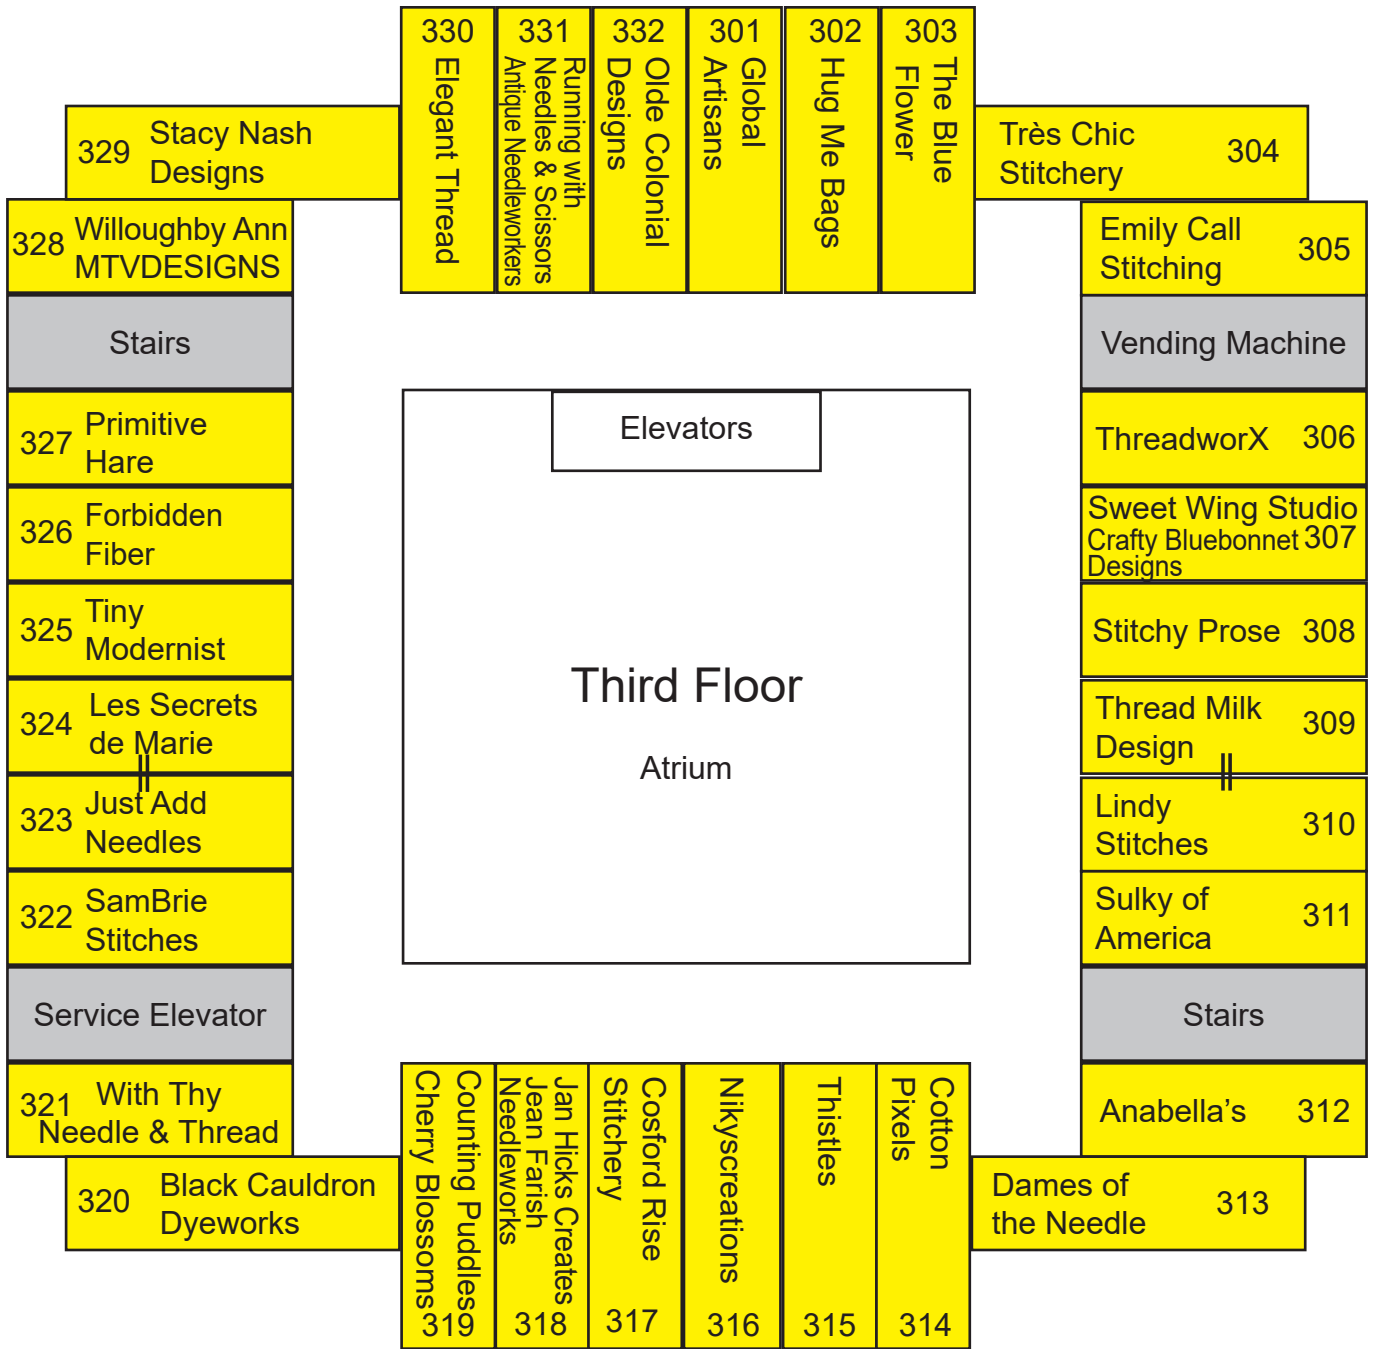 330
Elegant Thread
331
Running with
Needles & Scissors
Antique Needleworkers
332
Olde Colonial
Designs
301
Global
Artisans
302
Hug Me Bags
303
The Blue
Flower
329
Stacy Nash
Designs
Très Chic
Stitchery
304
328
Willoughby Ann
MTVDESIGNS
Emily Call
Stitching
305
Stairs
Vending Machine
327
Primitive
Hare
Elevators
ThreadworX
306
326
Forbidden
Fiber
Sweet Wing Studio
Crafty Bluebonnet
Designs
307
325
Tiny
Modernist
Stitchy Prose
308
324
Les Secrets
de Marie
Third Floor
Atrium
Thread Milk
Design
309
323
Just Add
Needles
Lindy
Stitches
310
322
SamBrie
Stitches
Sulky of
America
311
Service Elevator
Stairs
321
With Thy
Needle & Thread
Anabella's
312
320
Black Cauldron
Dyeworks
Counting Puddles
Cherry Blossoms
319
Jan Hicks Creates
Jean Farish
Needleworks
318
Cosford Rise
Stitchery
317
Nikyscreations
316
Thistles
315
Cotton
Pixels
314
Dames of
the Needle
313